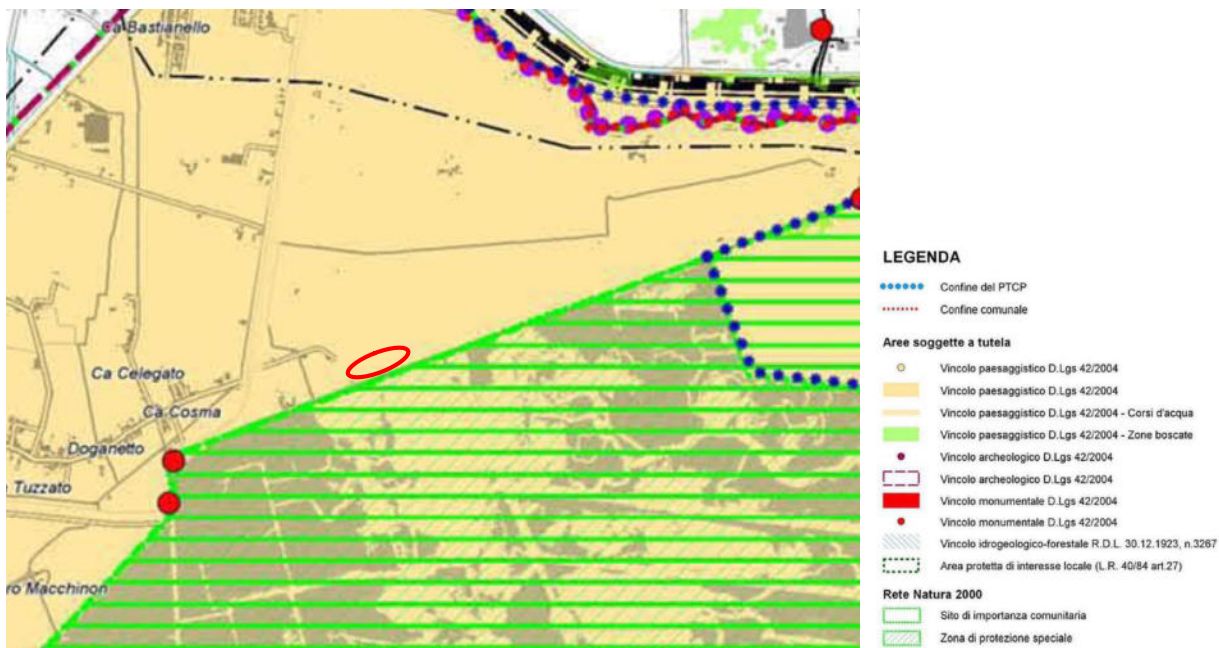 Ca Bastianello
Ca Celegato
Ca Cosma
Doganetto
Tuzzato
ro Macchinon
LEGENDA
Confine del PTCP
Confine comunale
Aree soggette a tutela
Vincolo paesaggistico D.Lgs 42/2004
Vincolo paesaggistico D.Lgs 42/2004
Vincolo paesaggistico D.Lgs 42/2004 - Corsi d'acqua
Vincolo paesaggistico D.Lgs 42/2004 - Zone boscate
Vincolo archeologico D.Lgs 42/2004
Vincolo archeologico D.Lgs 42/2004
Vincolo monumentale D.Lgs 42/2004
Vincolo monumentale D.Lgs 42/2004
Vincolo idrogeologico-forestale R.D.L. 30.12.1923, n.3267
Area protetta di interesse locale (L.R. 40/84 art.27)
Rete Natura 2000
Sito di importanza comunitaria
Zona di protezione speciale